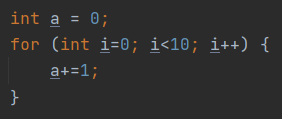 int a = 0;
for (int i=0; i<10; i++) {
    a+=1;
}